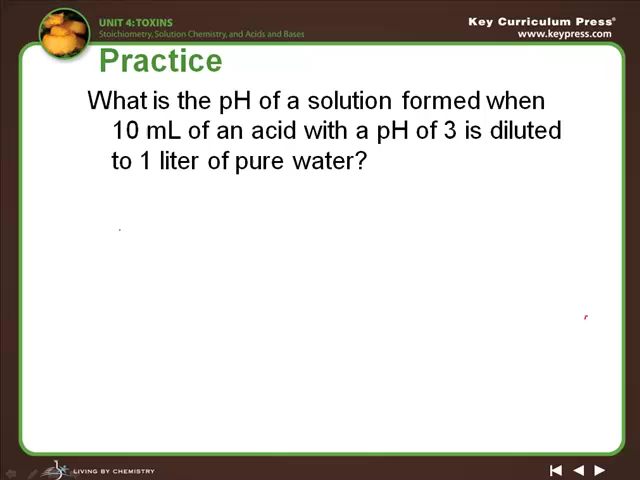 UNIT 4: TOXINS
Stoichiometry, Solution Chemistry, and Acids and Bases
Key Curriculum Press®
www.keypress.com
Practice
What is the pH of a solution formed when
10 mL of an acid with a pH of 3 is diluted
to 1 liter of pure water?
LIVING BY CHEMISTRY